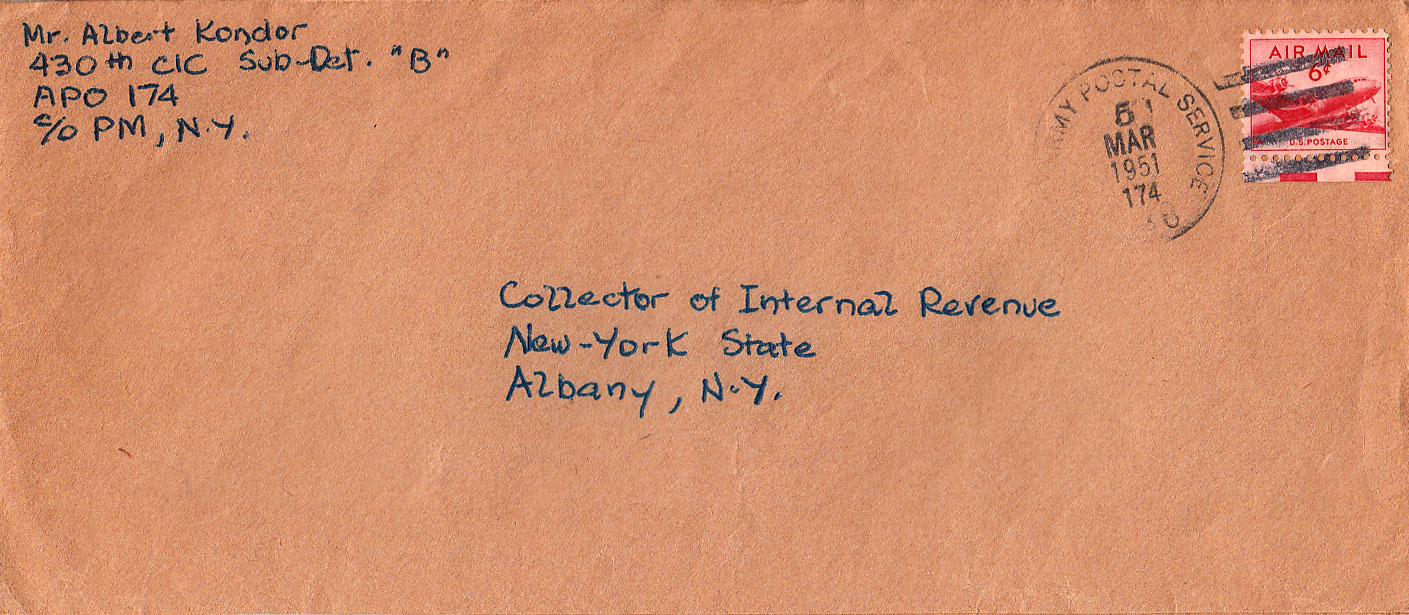 Mr. Albert Kondor
430th CIC Sub-Det. "B"
APO 174
c/o PM, N.Y.
ARMY POSTAL SERVICE
5
MAR
1951
174
AIR MAIL
6¢
U.S. POSTAGE
Collector of Internal Revenue
New-York State
Albany, N.Y.